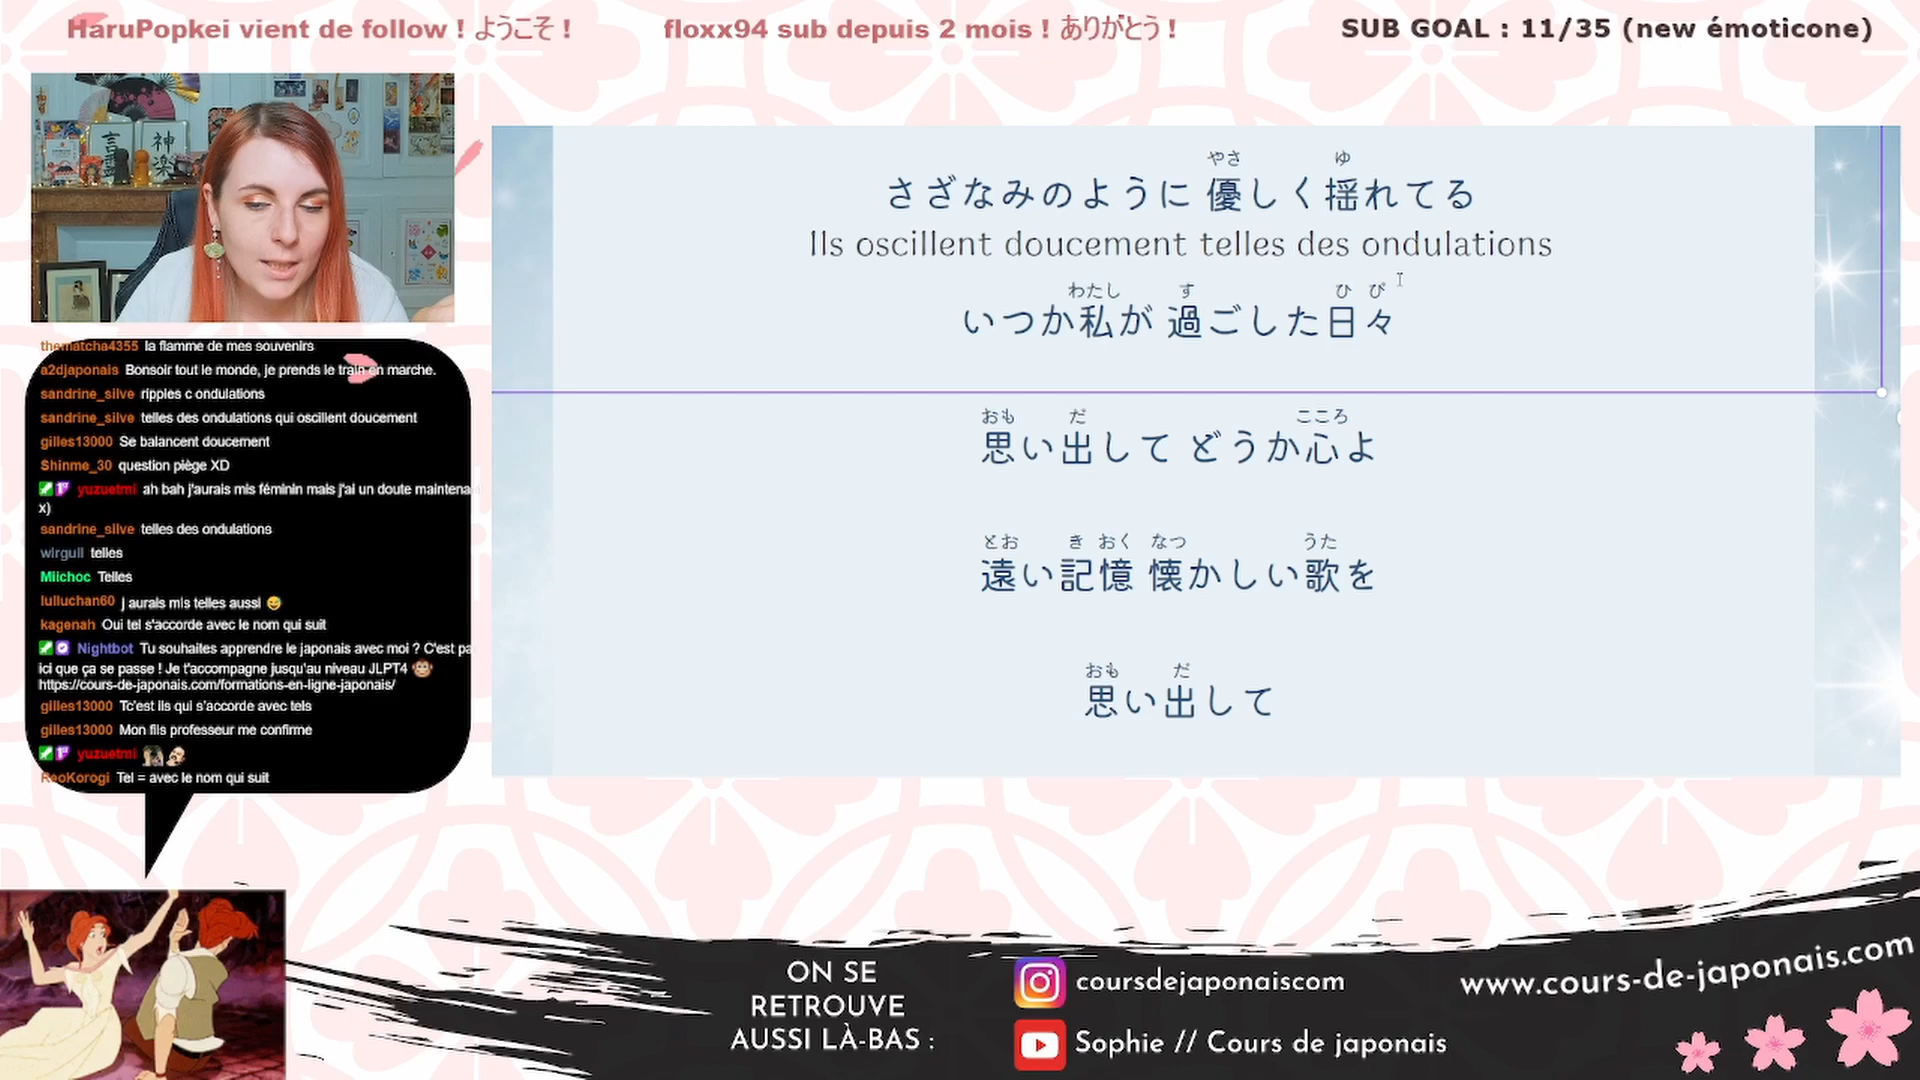 HaruPopkei vient de follow ! ようこそ !
floxx94 sub depuis 2 mois ! ありがとう !
SUB GOAL : 11/35 (new émoticone)
言霊
神楽
thematcha4355 la flamme de mes souvenirs
a2djaponais Bonsoir tout le monde, je prends le train en marche.
sandrine_silve ripples c ondulations
sandrine_silve telles des ondulations qui oscillent doucement
gilles13000 Se balancent doucement
Shinme_30 question piège XD
yuzuetmi ah bah j'aurais mis féminin mais j'ai un doute maintena
x)
sandrine_silve telles des ondulations
wirgull telles
Miichoc Telles
lulluchan60 j aurais mis telles aussi 😅
kagenah Oui tel s'accorde avec le nom qui suit
Nightbot Tu souhaites apprendre le japonais avec moi ? C'est pa
ici que ça se passe ! Je t'accompagne jusqu'au niveau JLPT4 🐵
https://cours-de-japonais.com/formations-en-ligne-japonais/
gilles13000 Tc'est ils qui s'accorde avec tels
gilles13000 Mon fils professeur me confirme
yuzuetmi
ReoKorogi Tel = avec le nom qui suit
やさ ゆ
さざなみのように 優しく揺れてる
Ils oscillent doucement telles des ondulations
わたし す ひ び
いつか私が 過ごした日々
おも だ こころ
思い出して どうか心よ
とお き おく なつ うた
遠い記憶 懐かしい歌を
おも だ
思い出して
ON SE
RETROUVE
AUSSI LÀ-BAS :
coursdejaponaiscom
Sophie // Cours de japonais
www.cours-de-japonais.com